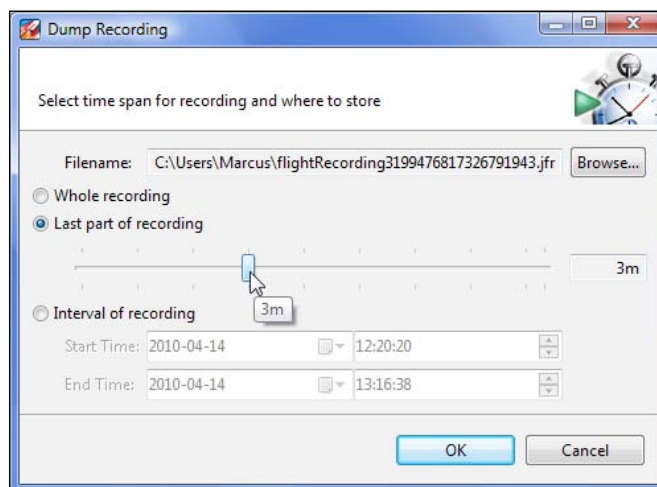 Dump Recording
Select time span for recording and where to store
Filename: C:\Users\Marcus\flightRecording3199476817326791943.jfr Browse...
Whole recording
Last part of recording
3m
3m
Interval of recording
Start Time: 2010-04-14 12:20:20
End Time: 2010-04-14 13:16:38
OK Cancel